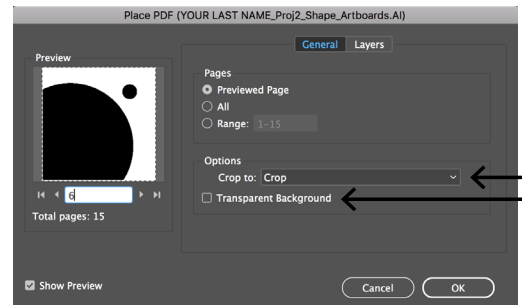 Place PDF (YOUR LAST NAME_Proj2_Shape_Artboards.AI)
General Layers
Preview
6
Total pages: 15
Pages
Previewed Page
All
Range: 1-15
Options
Crop to: Crop
Transparent Background
Show Preview
Cancel OK